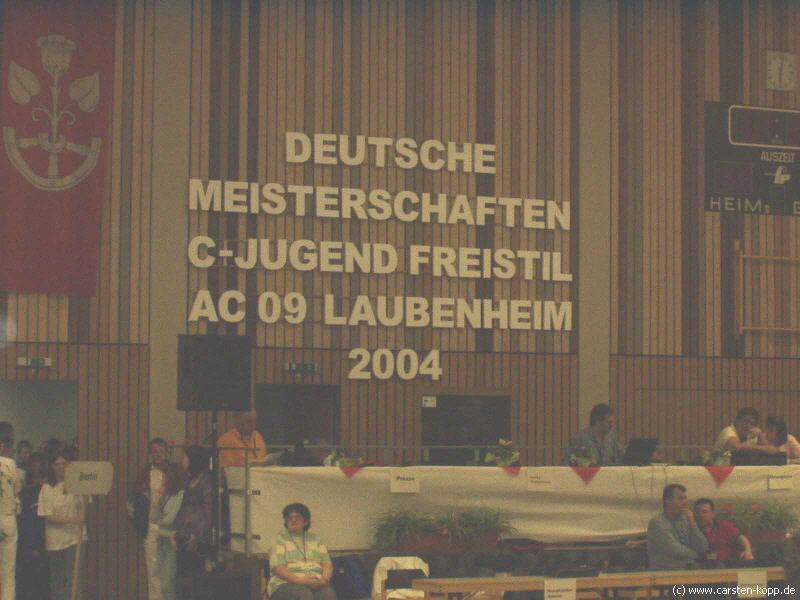 DEUTSCHE
MEISTERSCHAFTEN
C-JUGEND FREISTIL
AC 09 LAUBENHEIM
2004
AUSZEIT
HEIM
G
Berlin
Presse
(c) www.carsten-kopp.de